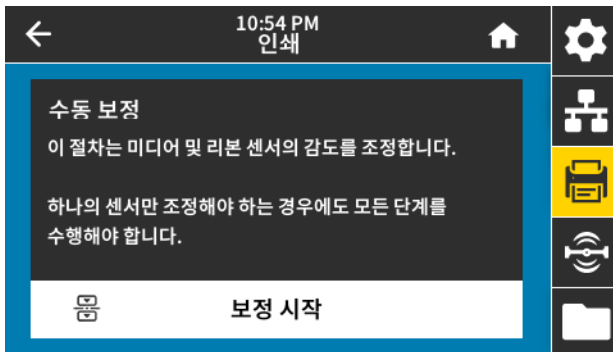 10:54 PM
인쇄
수동 보정
이 절차는 미디어 및 리본 센서의 감도를 조정합니다.
하나의 센서만 조정해야 하는 경우에도 모든 단계를
수행해야 합니다.
보정 시작